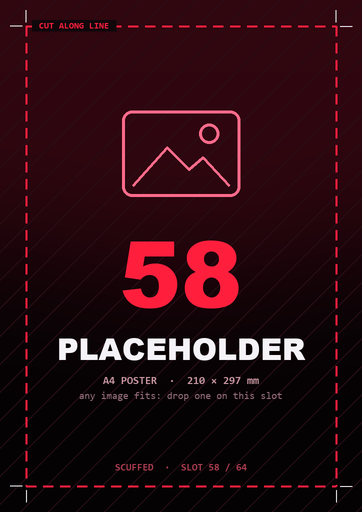 CUT ALONG LINE
58
PLACEHOLDER
A4 POSTER · 210 × 297 mm
any image fits: drop one on this slot
SCUFFED · SLOT 58 / 64